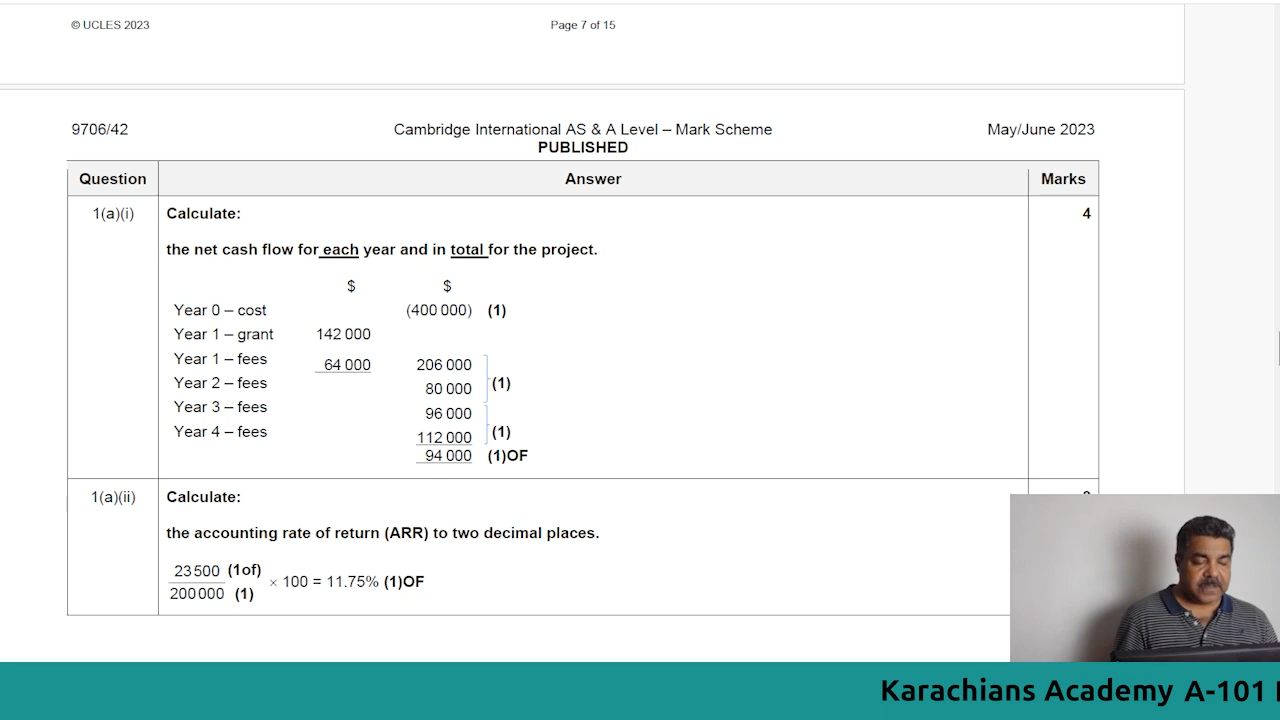 © UCLES 2023 Page 7 of 15
9706/42 Cambridge International AS & A Level – Mark Scheme May/June 2023
PUBLISHED
Question Answer Marks
1(a)(i) Calculate: 4
the net cash flow for each year and in total for the project.
$ $
Year 0 – cost (400 000) (1)
Year 1 – grant 142 000
Year 1 – fees 64 000 206 000
Year 2 – fees 80 000 (1)
Year 3 – fees 96 000
Year 4 – fees 112 000 (1)
94 000 (1)OF
1(a)(ii) Calculate:
the accounting rate of return (ARR) to two decimal places.
23 500 (1of)
× 100 = 11.75% (1)OF
200 000 (1)
Karachians Academy A-101